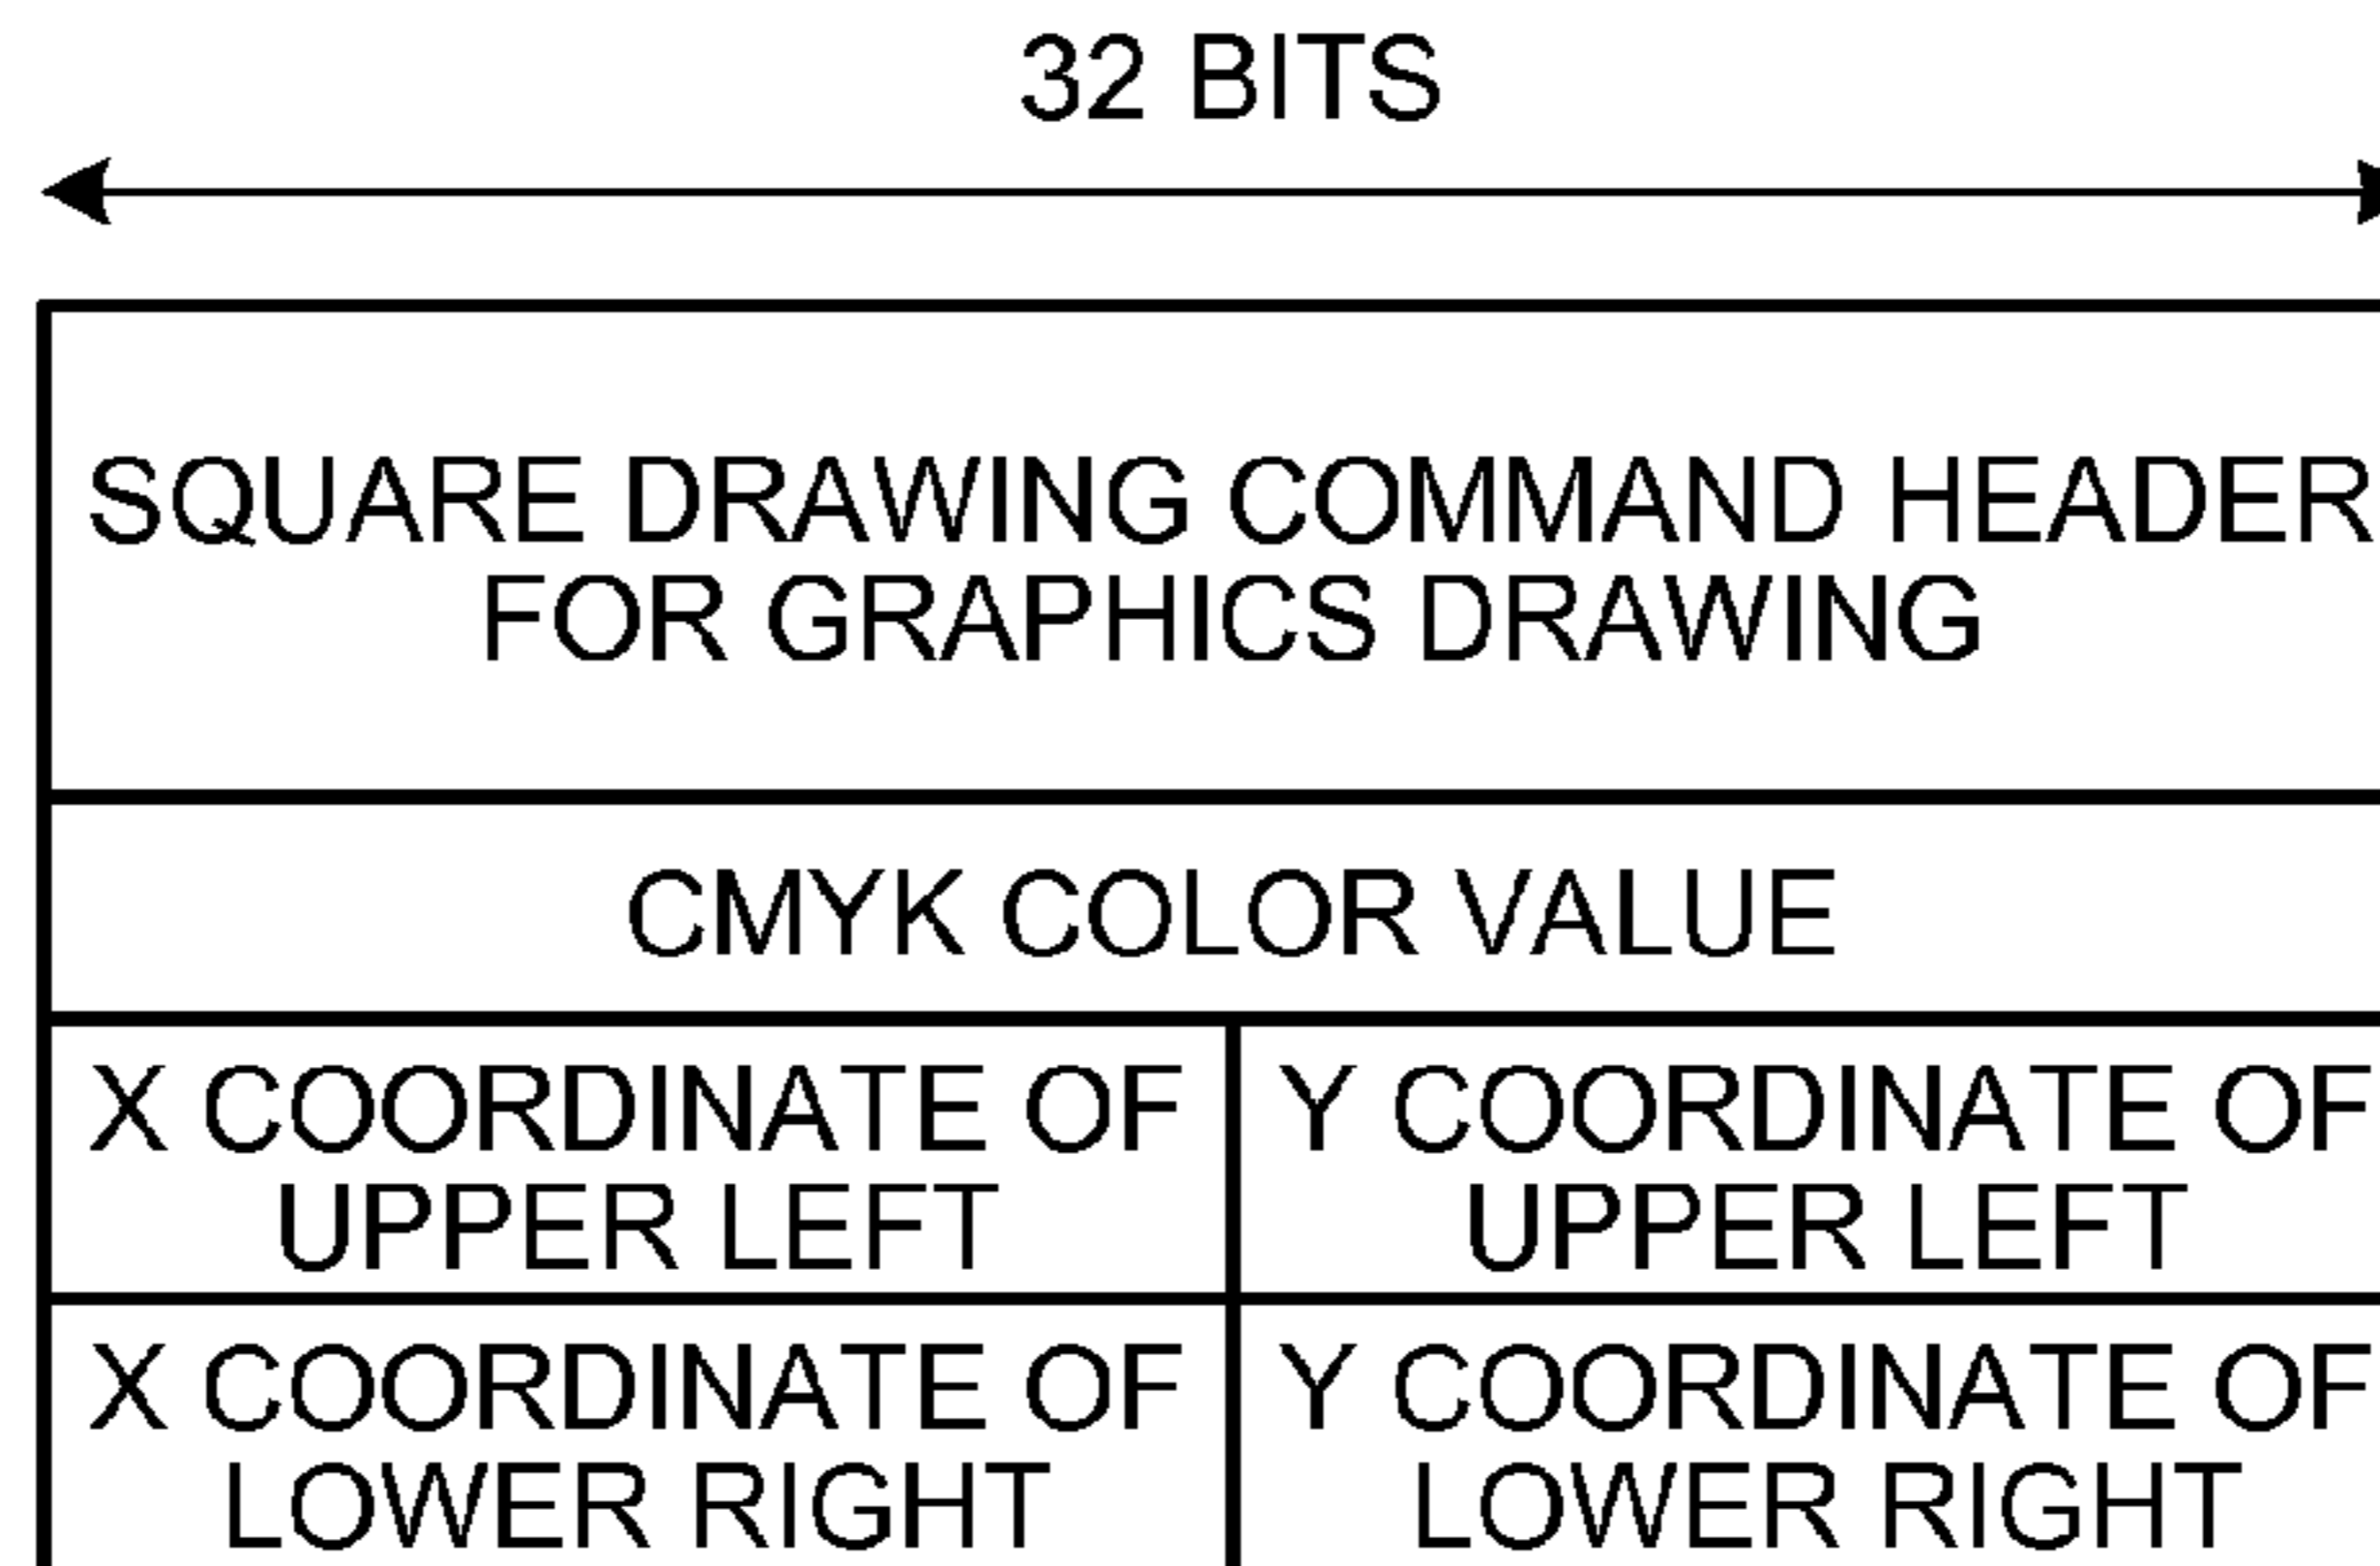 32 BITS
SQUARE DRAWING COMMAND HEADER
FOR GRAPHICS DRAWING
CMYK COLOR VALUE
X COORDINATE OF
UPPER LEFT
Y COORDINATE OF
UPPER LEFT
X COORDINATE OF
LOWER RIGHT
Y COORDINATE OF
LOWER RIGHT